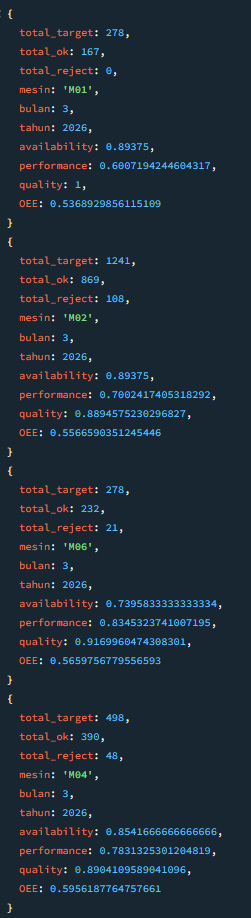 {
total_target: 278,
total_ok: 167,
total_reject: 0,
mesin: 'M01',
bulan: 3,
tahun: 2026,
availability: 0.89375,
performance: 0.6007194244604317,
quality: 1,
OEE: 0.5368929856115109
}
{
total_target: 1241,
total_ok: 869,
total_reject: 108,
mesin: 'M02',
bulan: 3,
tahun: 2026,
availability: 0.89375,
performance: 0.7002417405318292,
quality: 0.8894575230296827,
OEE: 0.5566590351245446
}
{
total_target: 278,
total_ok: 232,
total_reject: 21,
mesin: 'M06',
bulan: 3,
tahun: 2026,
availability: 0.7395833333333334,
performance: 0.8345323741007195,
quality: 0.9169960474308301,
OEE: 0.5659756779556593
}
{
total_target: 498,
total_ok: 390,
total_reject: 48,
mesin: 'M04',
bulan: 3,
tahun: 2026,
availability: 0.8541666666666666,
performance: 0.7831325301204819,
quality: 0.8904109589041096,
OEE: 0.5956187764757661
}